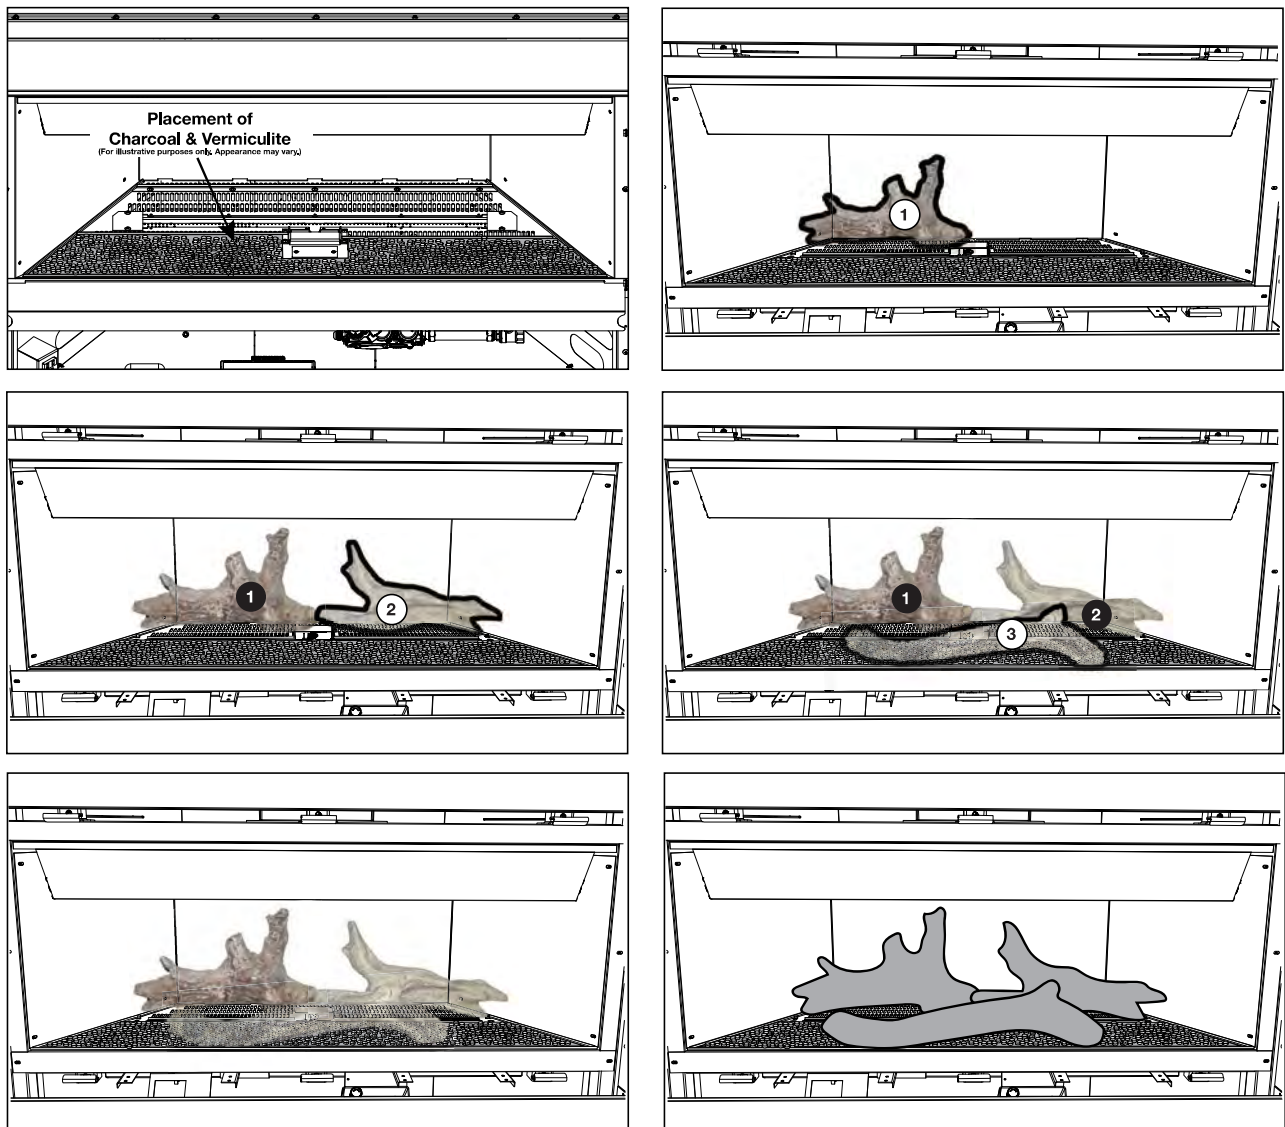 Placement of
Charcoal & Vermiculite
(For illustrative purposes only. Appearance may vary.)
1
1
2
1
2
3